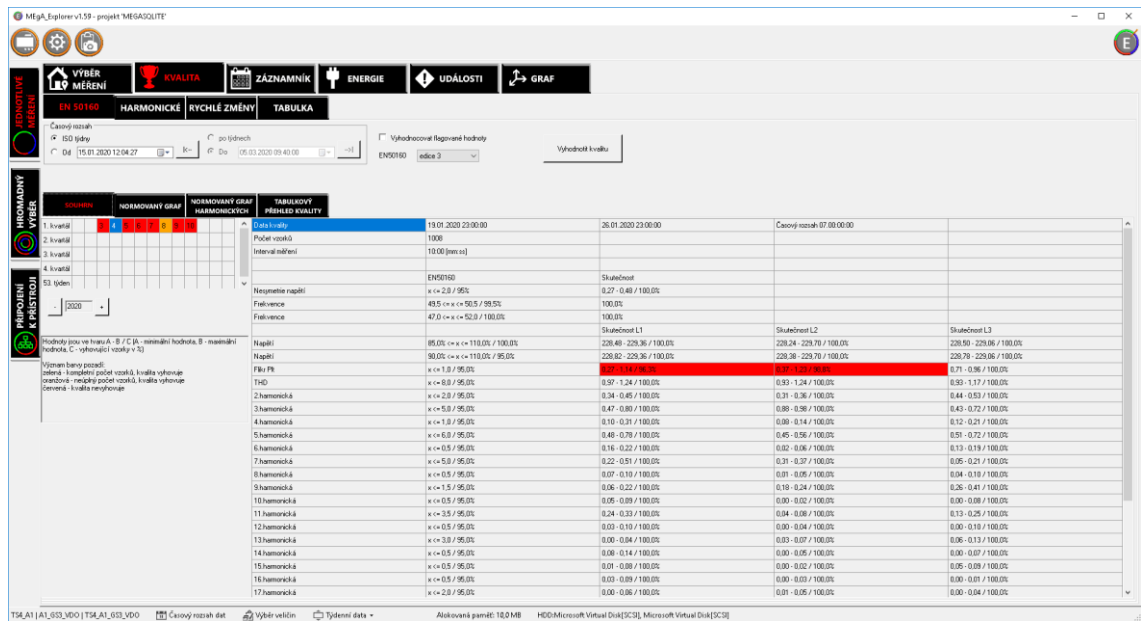 MEgA_Explorer v1.59 - projekt 'MEGASQLITE'
JEDNOTLIVÉ MĚŘENÍ
HROMADNÝ VÝBĚR
PŘIPOJENÍ K PŘÍSTROJI
VÝBĚR MĚŘENÍ
KVALITA
ZÁZNAMNÍK
ENERGIE
UDÁLOSTI
GRAF
EN 50160
HARMONICKÉ
RYCHLÉ ZMĚNY
TABULKA
Časový rozsah
ISO týdny
po týdnech
Od 15.01.2020 12:04:27
Do 05.03.2020 09:40:00
Vyhodnocovat flagované hodnoty
EN50160 edice 3
Vyhodnotit kvalitu
SOUHRN
NORMOVANÝ GRAF
NORMOVANÝ GRAF HARMONICKÝCH
TABULKOVÝ PŘEHLED KVALITY
1. kvartál 3 4 5 6 7 8 9 10
2. kvartál
3. kvartál
4. kvartál
53. týden
- 2020 +
Hodnoty jsou ve tvaru A - B / C (A - minimální hodnota, B - maximální
hodnota, C - vyhovující vzorky v %)
Význam barvy pozadí:
zelená - kompletní počet vzorků, kvalita vyhovuje
oranžová - neúplný počet vzorků, kvalita vyhovuje
červená - kvalita nevyhovuje
Data kvality 19.01.2020 23:00:00 26.01.2020 23:00:00 Časový rozsah 07.00:00:00
Počet vzorků 1008
Interval měření 10:00 [mm:ss]
EN50160 Skutečnost
Nesymetrie napětí x <= 2,0 / 95% 0,27 - 0,48 / 100,0%
Frekvence 49,5 <= x <= 50,5 / 99,5% 100,0%
Frekvence 47,0 <= x <= 52,0 / 100,0% 100,0%
Skutečnost L1 Skutečnost L2 Skutečnost L3
Napětí 85,0% <= x <= 110,0% / 100,0% 228,48 - 229,36 / 100,0% 228,24 - 229,70 / 100,0% 228,50 - 229,06 / 100,0%
Napětí 90,0% <= x <= 110,0% / 95,0% 228,82 - 229,36 / 100,0% 228,38 - 229,70 / 100,0% 228,78 - 229,06 / 100,0%
Flikr Plt x <= 1,0 / 95,0% 0,71 - 0,96 / 100,0%
THD x <= 8,0 / 95,0% 0,97 - 1,24 / 100,0% 0,93 - 1,24 / 100,0% 0,93 - 1,17 / 100,0%
2.harmonická x <= 2,0 / 95,0% 0,34 - 0,45 / 100,0% 0,31 - 0,36 / 100,0% 0,44 - 0,53 / 100,0%
3.harmonická x <= 5,0 / 95,0% 0,47 - 0,80 / 100,0% 0,88 - 0,98 / 100,0% 0,43 - 0,72 / 100,0%
4.harmonická x <= 1,0 / 95,0% 0,10 - 0,31 / 100,0% 0,08 - 0,14 / 100,0% 0,12 - 0,21 / 100,0%
5.harmonická x <= 6,0 / 95,0% 0,48 - 0,78 / 100,0% 0,45 - 0,56 / 100,0% 0,51 - 0,72 / 100,0%
6.harmonická x <= 0,5 / 95,0% 0,16 - 0,22 / 100,0% 0,02 - 0,06 / 100,0% 0,13 - 0,19 / 100,0%
7.harmonická x <= 5,0 / 95,0% 0,22 - 0,51 / 100,0% 0,31 - 0,37 / 100,0% 0,05 - 0,21 / 100,0%
8.harmonická x <= 0,5 / 95,0% 0,07 - 0,10 / 100,0% 0,01 - 0,05 / 100,0% 0,04 - 0,10 / 100,0%
9.harmonická x <= 1,5 / 95,0% 0,06 - 0,22 / 100,0% 0,18 - 0,24 / 100,0% 0,26 - 0,41 / 100,0%
10.harmonická x <= 0,5 / 95,0% 0,05 - 0,09 / 100,0% 0,00 - 0,02 / 100,0% 0,00 - 0,08 / 100,0%
11.harmonická x <= 3,5 / 95,0% 0,24 - 0,33 / 100,0% 0,04 - 0,08 / 100,0% 0,13 - 0,25 / 100,0%
12.harmonická x <= 0,5 / 95,0% 0,03 - 0,10 / 100,0% 0,00 - 0,04 / 100,0% 0,00 - 0,10 / 100,0%
13.harmonická x <= 3,0 / 95,0% 0,00 - 0,04 / 100,0% 0,03 - 0,07 / 100,0% 0,06 - 0,13 / 100,0%
14.harmonická x <= 0,5 / 95,0% 0,08 - 0,14 / 100,0% 0,00 - 0,05 / 100,0% 0,00 - 0,07 / 100,0%
15.harmonická x <= 0,5 / 95,0% 0,01 - 0,08 / 100,0% 0,00 - 0,02 / 100,0% 0,05 - 0,09 / 100,0%
16.harmonická x <= 0,5 / 95,0% 0,03 - 0,09 / 100,0% 0,00 - 0,03 / 100,0% 0,00 - 0,01 / 100,0%
17.harmonická x <= 2,0 / 95,0% 0,00 - 0,06 / 100,0% 0,01 - 0,05 / 100,0% 0,00 - 0,04 / 100,0%
TS4_A1 | A1_GS3_VDO | TS4_A1_GS3_VDO Časový rozsah dat Výběr veličin Týdenní data Alokovaná paměť: 10,0 MB HDD:Microsoft Virtual Disk[SCSI], Microsoft Virtual Disk[SCSI]